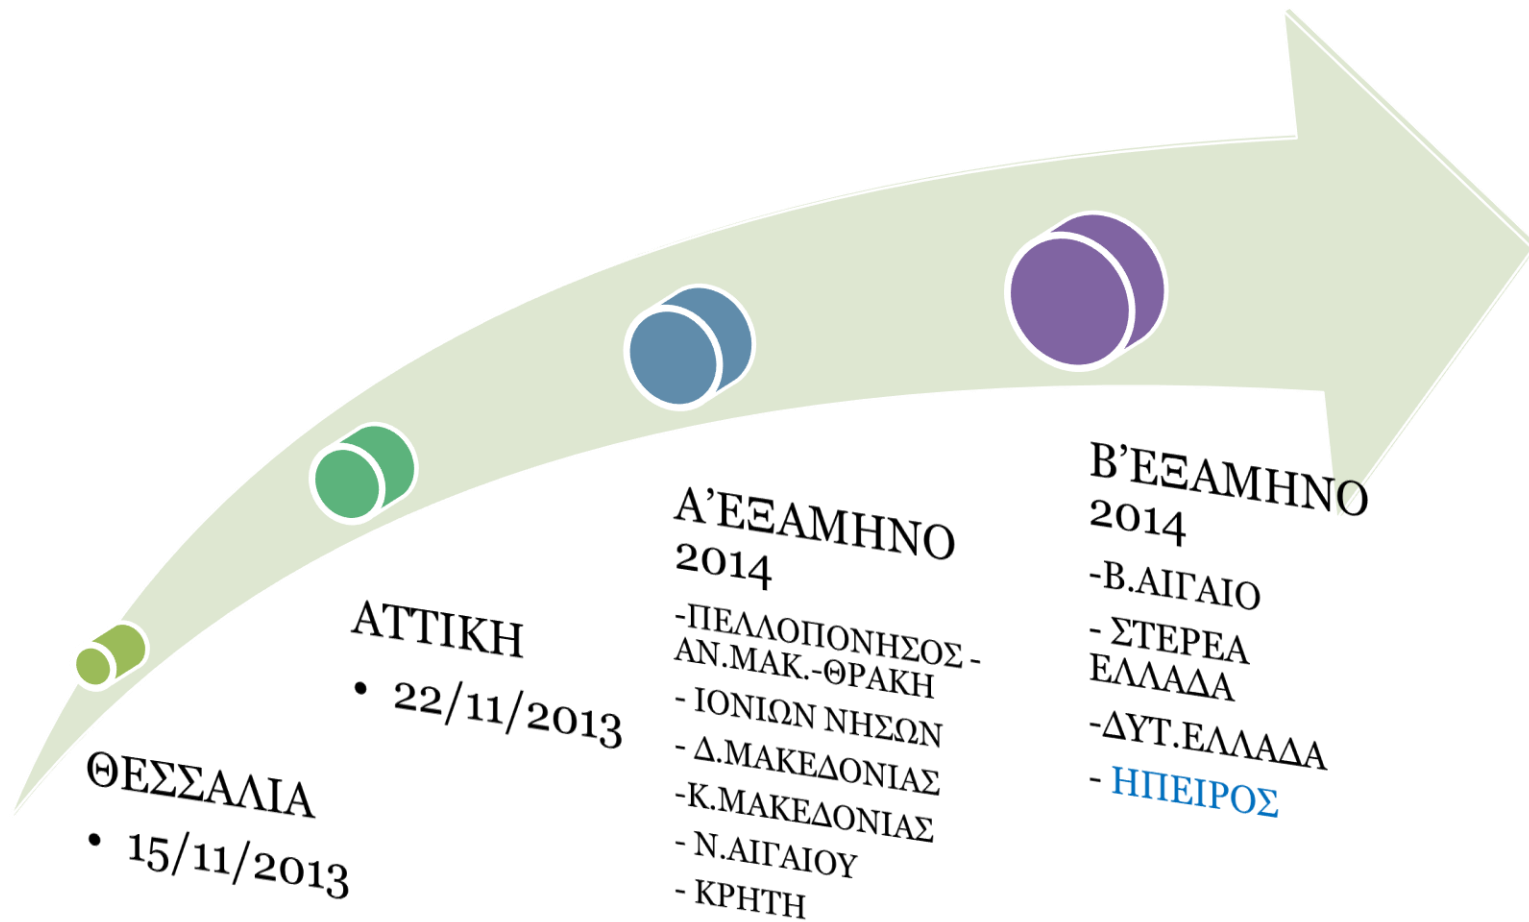 ΘΕΣΣΑΛΙΑ
• 15/11/2013
ΑΤΤΙΚΗ
• 22/11/2013
Α’ΕΞΑΜΗΝΟ
2014
-ΠΕΛΛΟΠΟΝΗΣΟΣ -
ΑΝ.ΜΑΚ.-ΘΡΑΚΗ
- ΙΟΝΙΩΝ ΝΗΣΩΝ
- Δ.ΜΑΚΕΔΟΝΙΑΣ
-Κ.ΜΑΚΕΔΟΝΙΑΣ
- Ν.ΑΙΓΑΙΟΥ
- ΚΡΗΤΗ
Β’ΕΞΑΜΗΝΟ
2014
-Β.ΑΙΓΑΙΟ
- ΣΤΕΡΕΑ
ΕΛΛΑΔΑ
-ΔΥΤ.ΕΛΛΑΔΑ
- ΗΠΕΙΡΟΣ